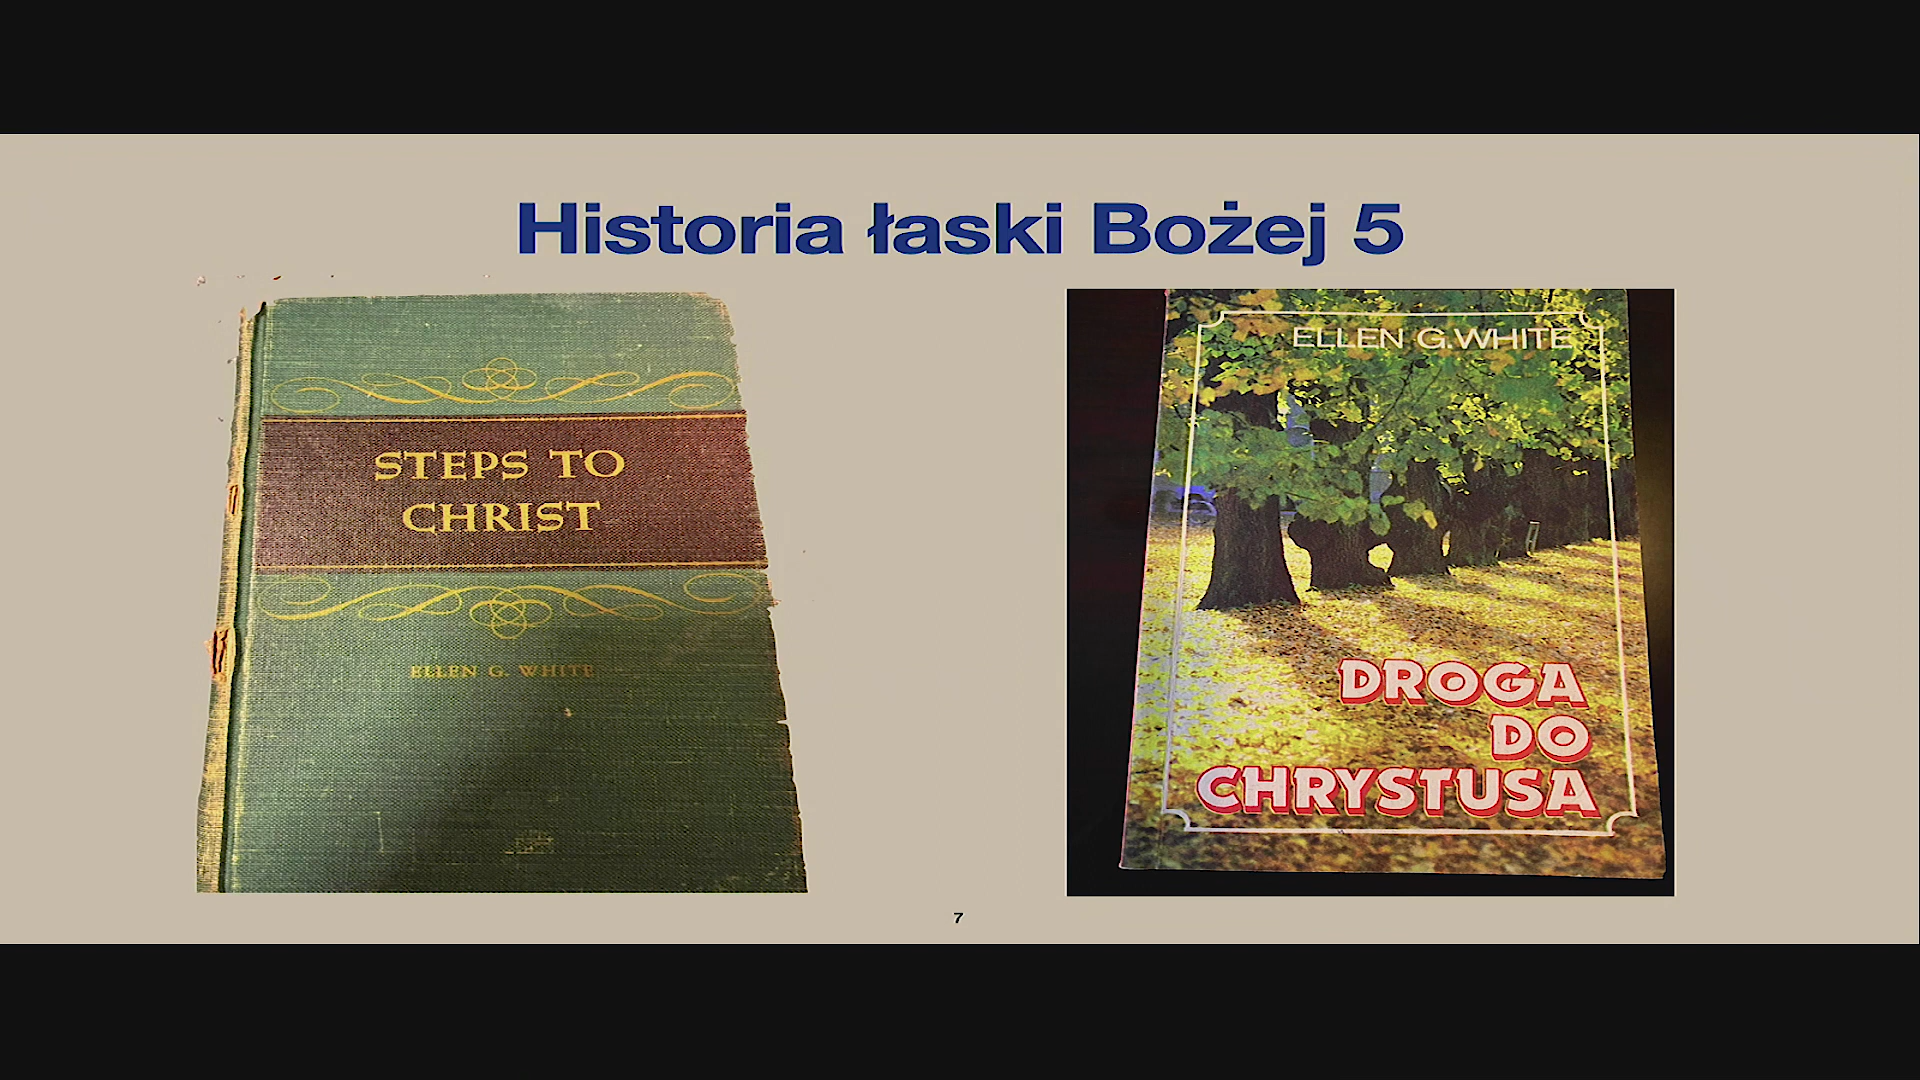 Historia łaski Bożej 5
STEPS TO
CHRIST
ELLEN G. WHITE
ELLEN G.WHITE
DROGA
DO
CHRYSTUSA
7